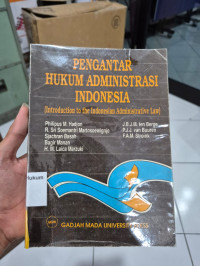 PENGANTAR
HUKUM ADMINISTRASI
INDONESIA
(Introduction to the Indonesian Administrative Law)
Philipus M. Hadjon
R. Sri Soemantri Martosoewignjo
Sjachran Basah
Bagir Manan
H. M. Laica Marzuki
J.B.J.M. ten Berge
P.J.J. van Buuren
F.A.M. Stroink
GADJAH MADA UNIVERSITY PRESS